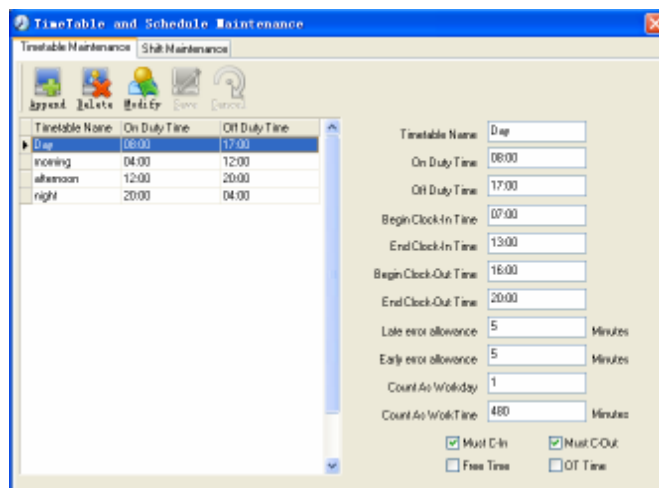 TimeTable and Schedule Maintenance
Timetable Maintenance Shift Maintenance
Append Delete Modify Save Cancel
Timetable Name On Duty Time Off Duty Time
Day 08:00 17:00
morning 04:00 12:00
afternoon 12:00 20:00
night 20:00 04:00
Timetable Name Day
On Duty Time 08:00
Off Duty Time 17:00
Begin Clock-In Time 07:00
End Clock-In Time 13:00
Begin Clock-Out Time 16:00
End Clock-Out Time 20:00
Late error allowance 5 Minutes
Early error allowance 5 Minutes
Count As Workday 1
Count As WorkTime 480 Minutes
Must C-In Must C-Out
Free Time OT Time